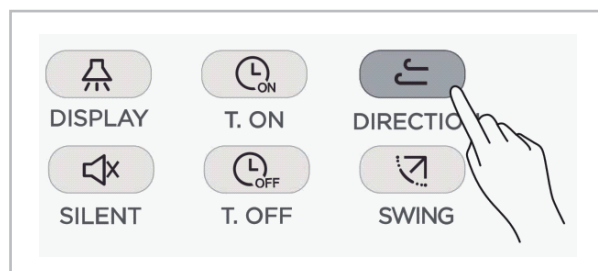 ON
DISPLAY T. ON DIRECTIO
OFF
SILENT T. OFF SWING